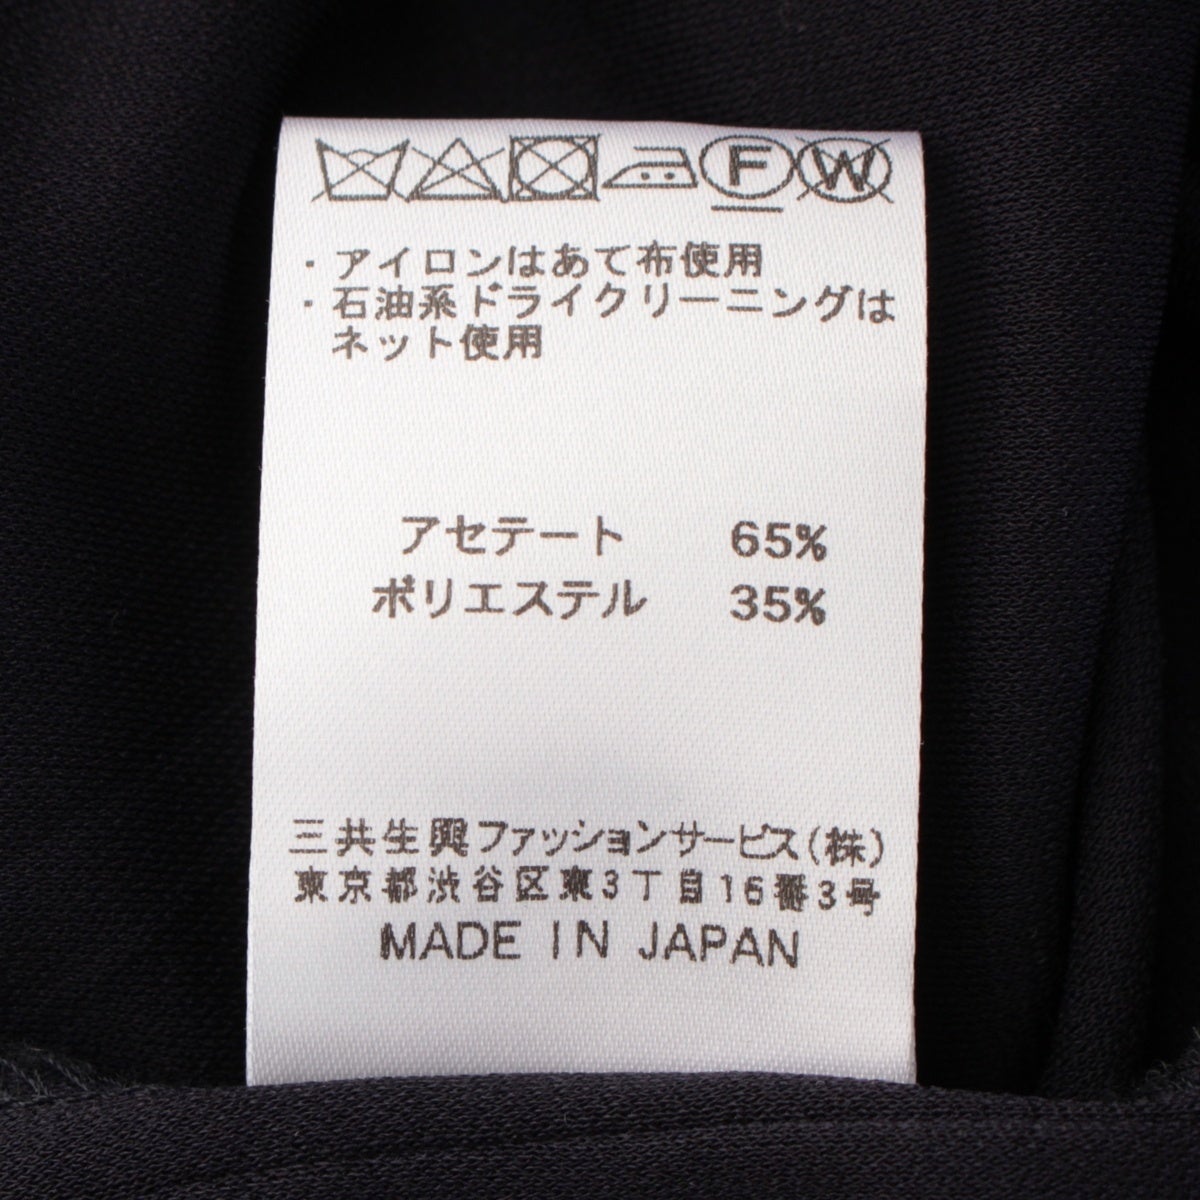 F W
・アイロンはあて布使用
・石油系ドライクリーニングは
ネット使用
アセテート 65%
ポリエステル 35%
三共生興ファッションサービス(株)
東京都渋谷区東3丁目16番3号
MADE IN JAPAN